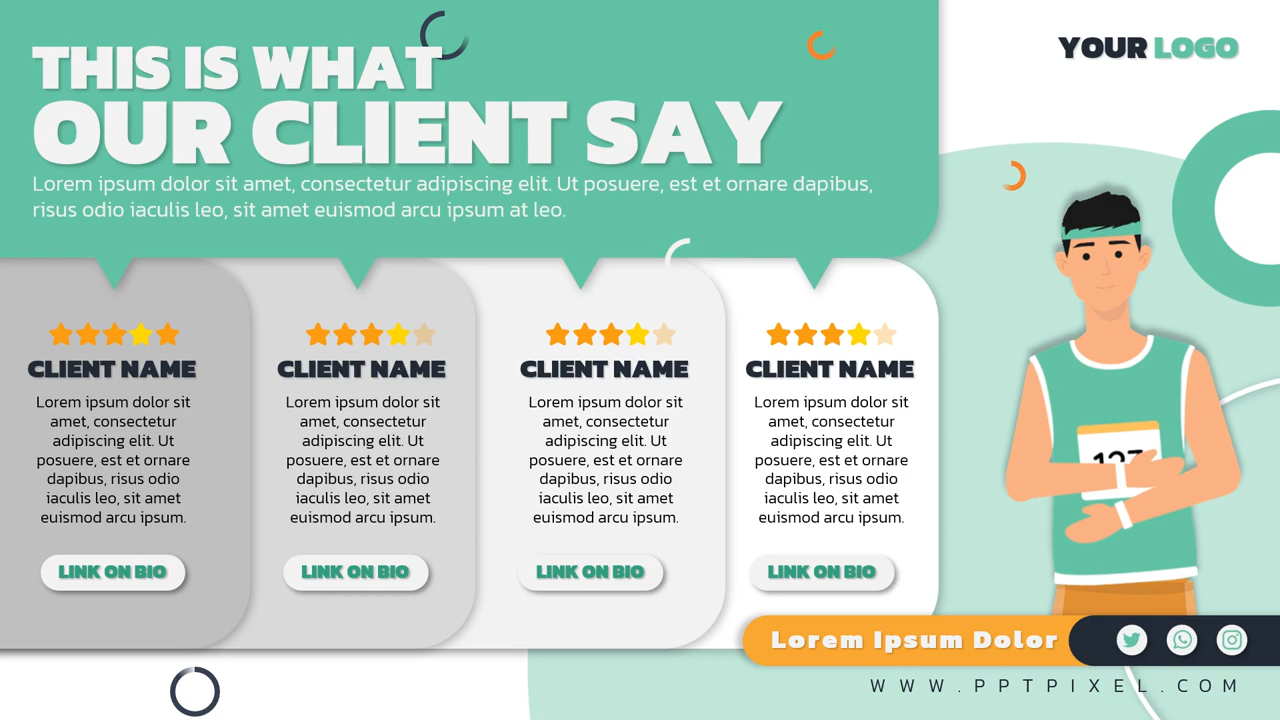 THIS IS WHAT
OUR CLIENT SAY
Lorem ipsum dolor sit amet, consectetur adipiscing elit. Ut posuere, est et ornare dapibus,
risus odio iaculis leo, sit amet euismod arcu ipsum at leo.
YOUR LOGO
CLIENT NAME
Lorem ipsum dolor sit
amet, consectetur
adipiscing elit. Ut
posuere, est et ornare
dapibus, risus odio
iaculis leo, sit amet
euismod arcu ipsum.
LINK ON BIO
CLIENT NAME
Lorem ipsum dolor sit
amet, consectetur
adipiscing elit. Ut
posuere, est et ornare
dapibus, risus odio
iaculis leo, sit amet
euismod arcu ipsum.
LINK ON BIO
CLIENT NAME
Lorem ipsum dolor sit
amet, consectetur
adipiscing elit. Ut
posuere, est et ornare
dapibus, risus odio
iaculis leo, sit amet
euismod arcu ipsum.
LINK ON BIO
CLIENT NAME
Lorem ipsum dolor sit
amet, consectetur
adipiscing elit. Ut
posuere, est et ornare
dapibus, risus odio
iaculis leo, sit amet
euismod arcu ipsum.
LINK ON BIO
Lorem Ipsum Dolor
WWW.PPTPIXEL.COM